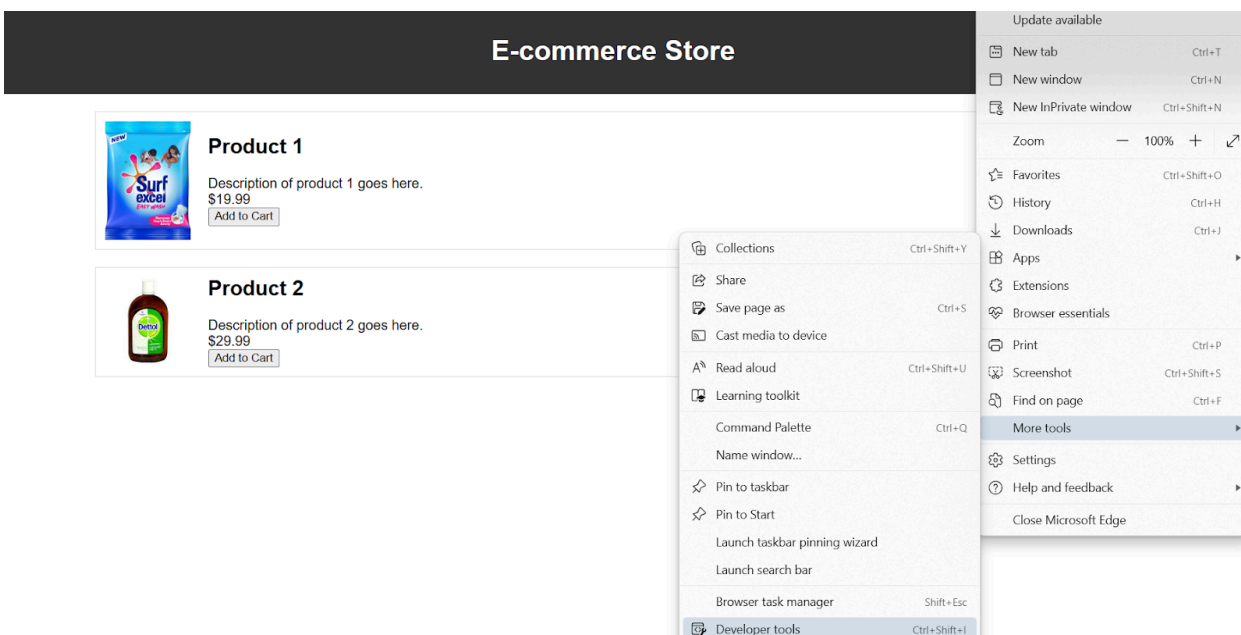 E-commerce Store
NEW
Surf
excel
EASY WASH
Product 1
Description of product 1 goes here.
$19.99
Add to Cart
Dettol
Product 2
Description of product 2 goes here.
$29.99
Add to Cart
Collections Ctrl+Shift+Y
Share
Save page as Ctrl+S
Cast media to device
Read aloud Ctrl+Shift+U
Learning toolkit
Command Palette Ctrl+Q
Name window...
Pin to taskbar
Pin to Start
Launch taskbar pinning wizard
Launch search bar
Browser task manager Shift+Esc
Developer tools Ctrl+Shift+I
Update available
New tab Ctrl+T
New window Ctrl+N
New InPrivate window Ctrl+Shift+N
Zoom — 100% +
Favorites Ctrl+Shift+O
History Ctrl+H
Downloads Ctrl+J
Apps
Extensions
Browser essentials
Print Ctrl+P
Screenshot Ctrl+Shift+S
Find on page Ctrl+F
More tools
Settings
Help and feedback
Close Microsoft Edge